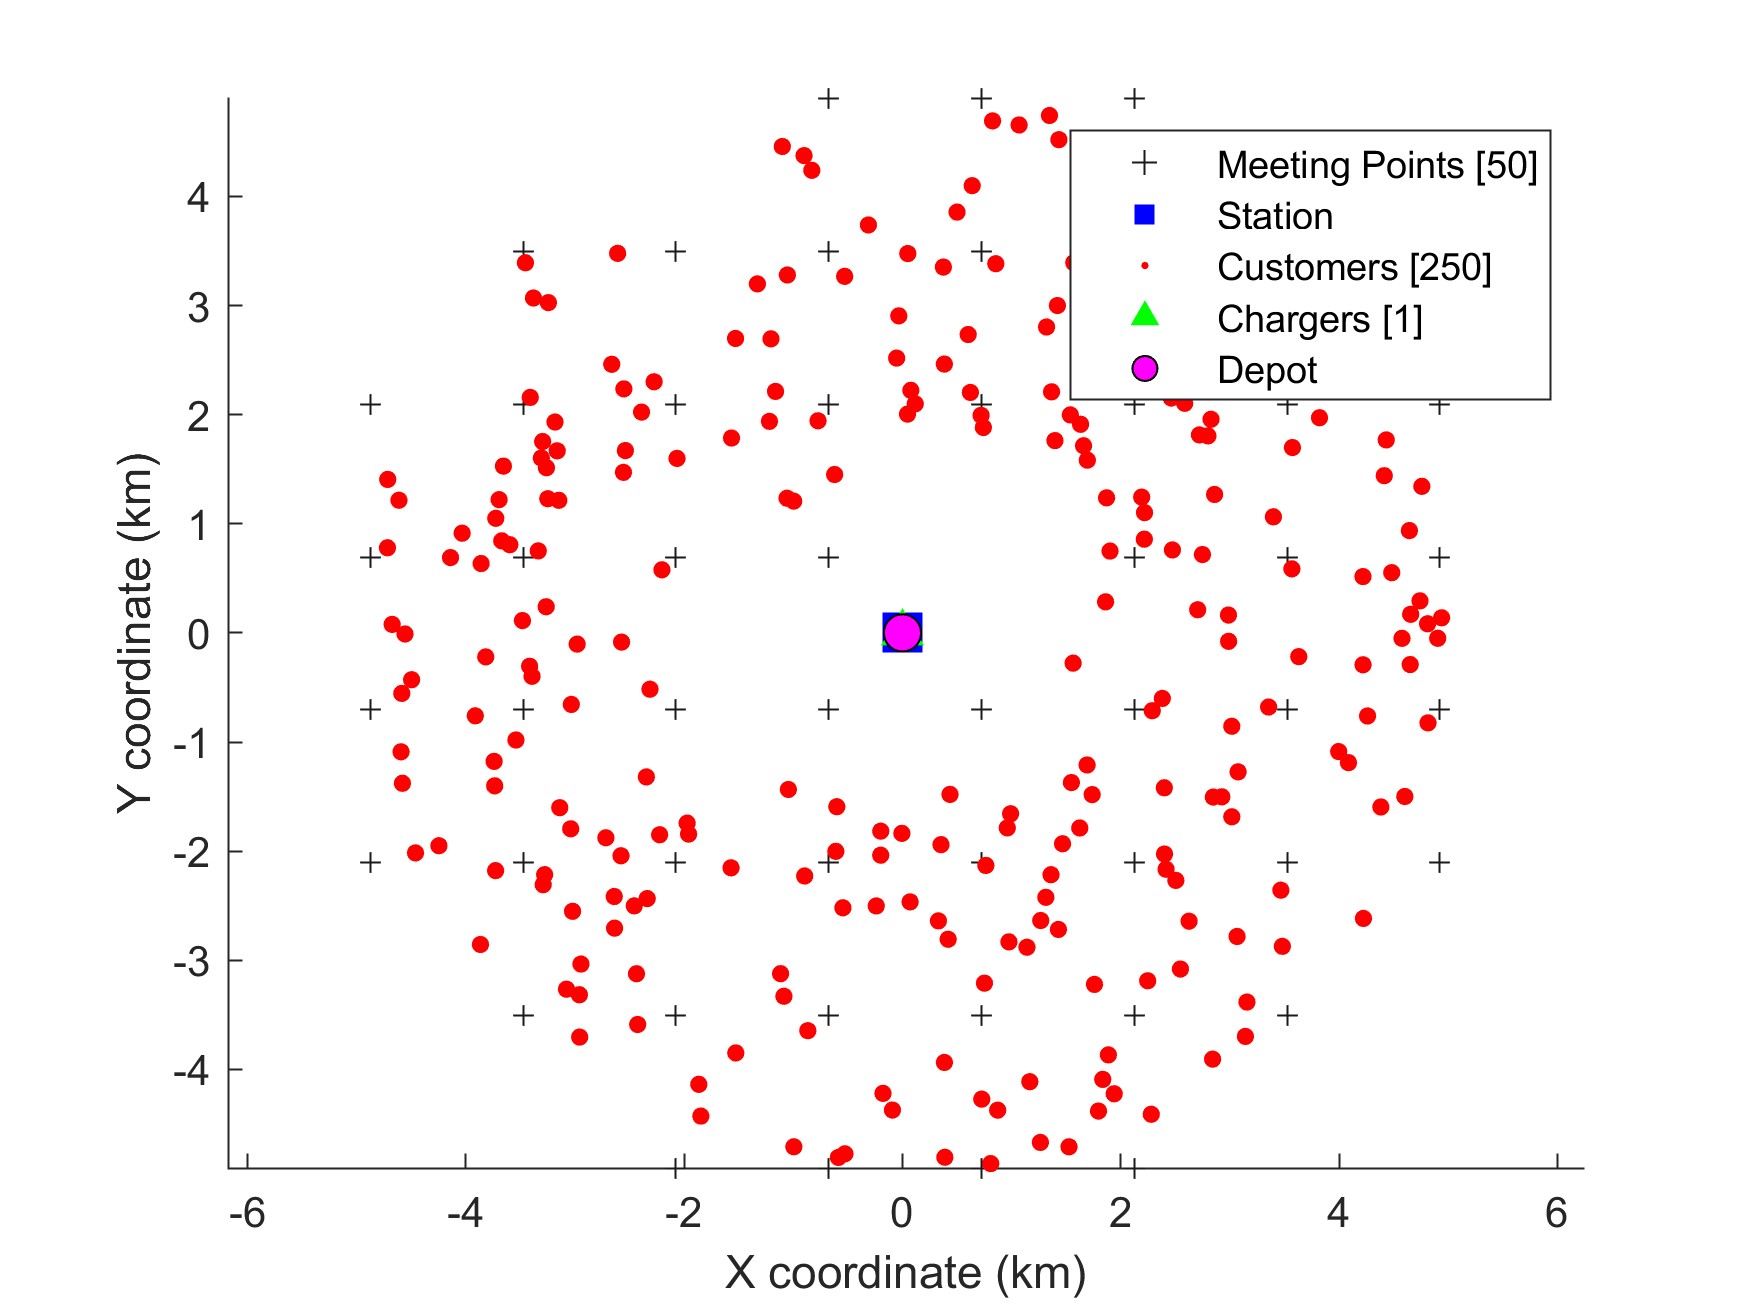 Meeting Points [50]
Station
Customers [250]
Chargers [1]
Depot
4
3
2
1
0
-1
-2
-3
-4
Y coordinate (km)
-6 -4 -2 0 2 4 6
X coordinate (km)